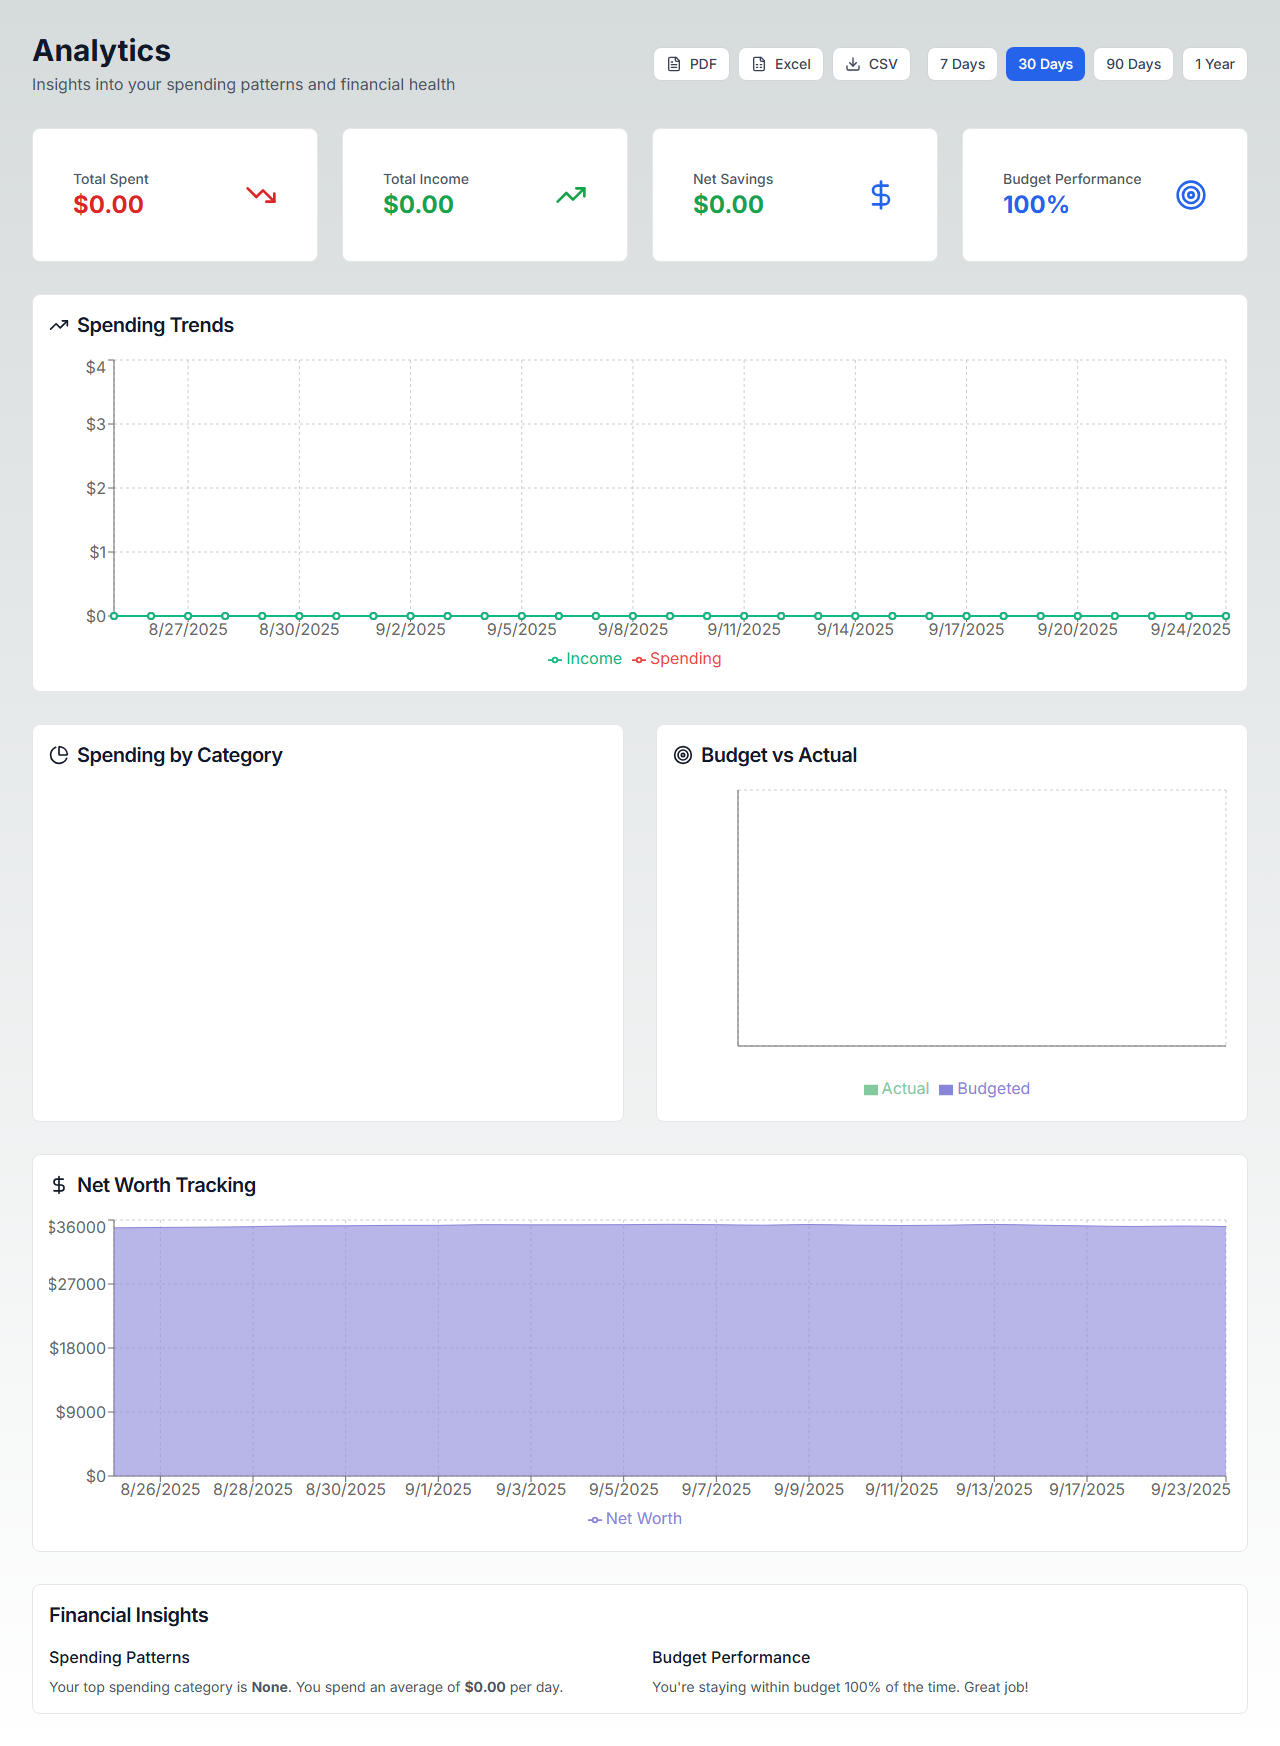 Analytics
Insights into your spending patterns and financial health
PDF
Excel
CSV
7 Days
30 Days
90 Days
1 Year
Total Spent
$0.00
Total Income
$0.00
Net Savings
$0.00
Budget Performance
100%
Spending Trends
$4
$3
$2
$1
$0
8/27/2025 8/30/2025 9/2/2025 9/5/2025 9/8/2025 9/11/2025 9/14/2025 9/17/2025 9/20/2025 9/24/2025
Income Spending
Spending by Category
Budget vs Actual
Actual Budgeted
Net Worth Tracking
$36000
$27000
$18000
$9000
$0
8/26/2025 8/28/2025 8/30/2025 9/1/2025 9/3/2025 9/5/2025 9/7/2025 9/9/2025 9/11/2025 9/13/2025 9/17/2025 9/23/2025
Net Worth
Financial Insights
Spending Patterns
Your top spending category is None. You spend an average of $0.00 per day.
Budget Performance
You're staying within budget 100% of the time. Great job!